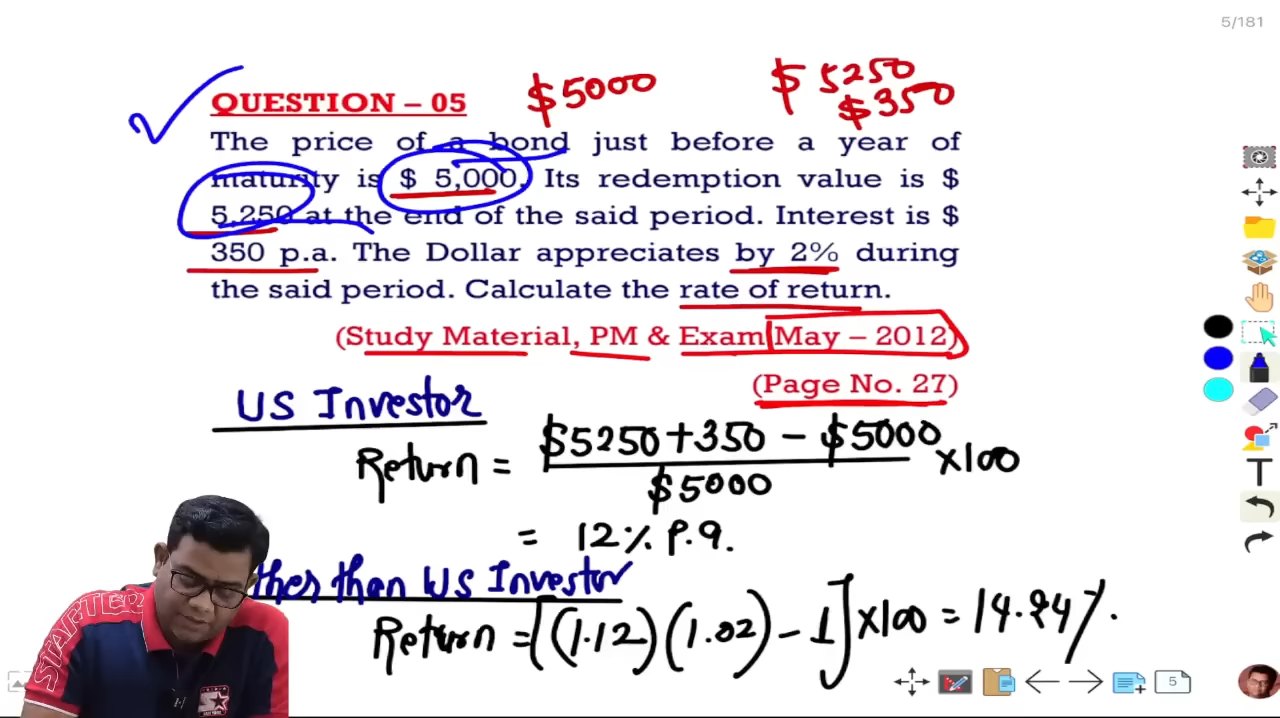 5/181
$5000
$ 5250
$350
QUESTION – 05
The price of a bond just before a year of
maturity is $ 5,000. Its redemption value is $
5,250 at the end of the said period. Interest is $
350 p.a. The Dollar appreciates by 2% during
the said period. Calculate the rate of return.
(Study Material, PM & Exam May – 2012)
(Page No. 27)
US Investor
Return = $5250+350 - $5000 x100
$5000
= 12% P.a.
ther than US Investor
Return = [(1.12)(1.02) - 1] x100 = 14.24%.
STARTER
T
5